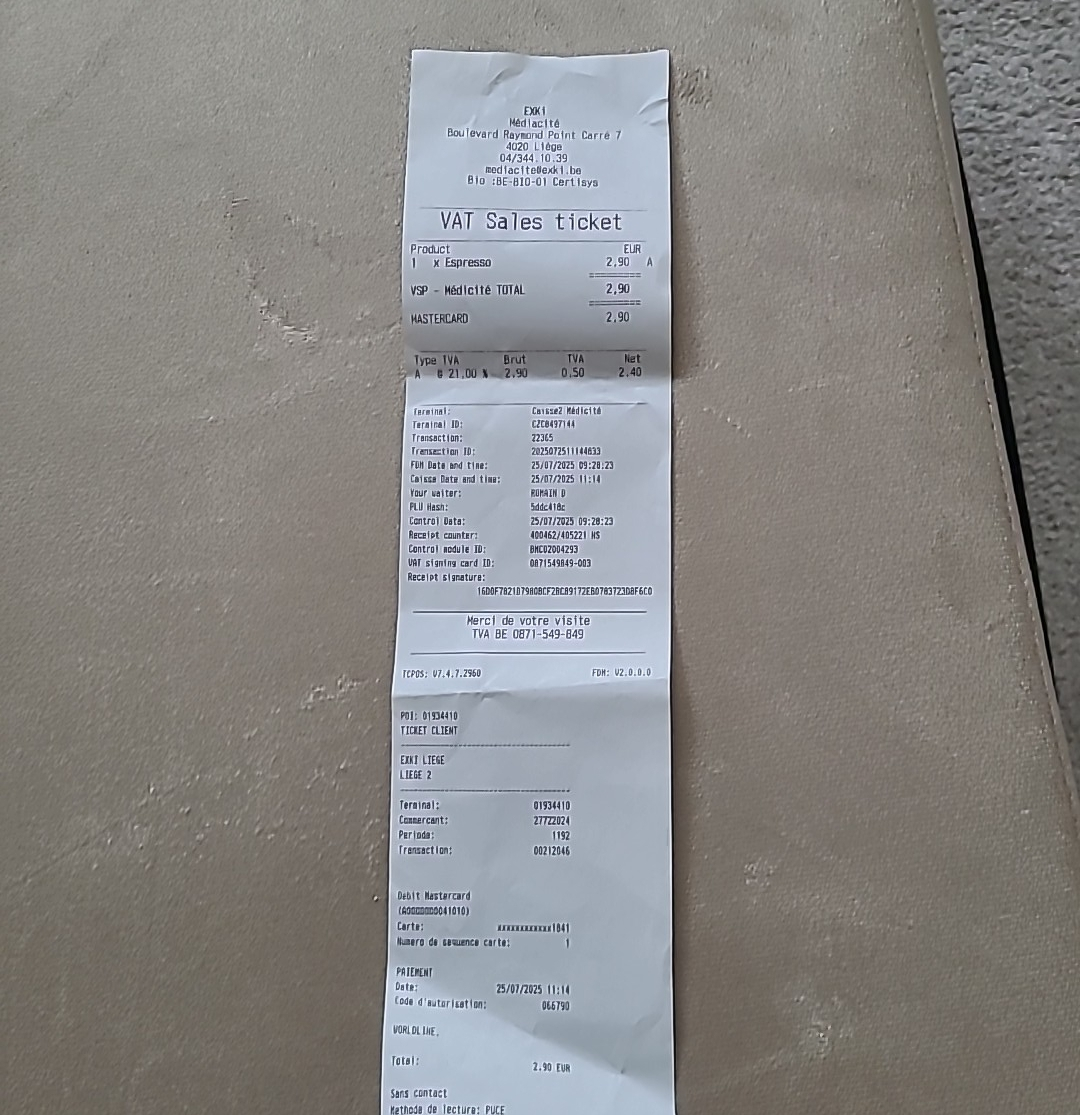 EXKi
Médiacité
Boulevard Raymond Point Carré 7
4020 Liège
04/344.10.39
mediacite@exki.be
Bio :BE-BIO-01 Certisys
VAT Sales ticket
Product EUR
1 x Espresso 2,90 A
========
VSP - Médicité TOTAL 2,90
========
MASTERCARD 2,90
Type TVA Brut TVA Net
A @ 21,00 % 2.90 0.50 2.40
Terminal: Caisse2 Médicité
Terminal ID: CZC8497144
Transaction: 22365
Transaction ID: 2025072511144633
FDM Date and time: 25/07/2025 09:28:23
Caisse Date and time: 25/07/2025 11:14
Your waiter: ROMAIN D
PLU Hash: 5ddc418c
Control Data: 25/07/2025 09:28:23
Receipt counter: 400462/405221 NS
Control module ID: BMC02004293
VAT signing card ID: 0871549849-003
Receipt signature:
Merci de votre visite
TVA BE 0871-549-849
TCPOS: V7.4.7.2960 FDM: V2.0.0.0
POI: 01934410
TICKET CLIENT
EXKI LIEGE
LIEGE 2
Terminal: 01934410
Commercant: 27722024
Periode: 1192
Transaction: 00212046
Debit Mastercard
(A0000000041010)
Carte: xxxxxxxxxxxx1841
Numero de sequence carte: 1
PAIEMENT
Date: 25/07/2025 11:14
Code d'autorisation: 066790
WORLDLINE.
Total: 2.90 EUR
Sans contact
Methode de lecture: PUCE